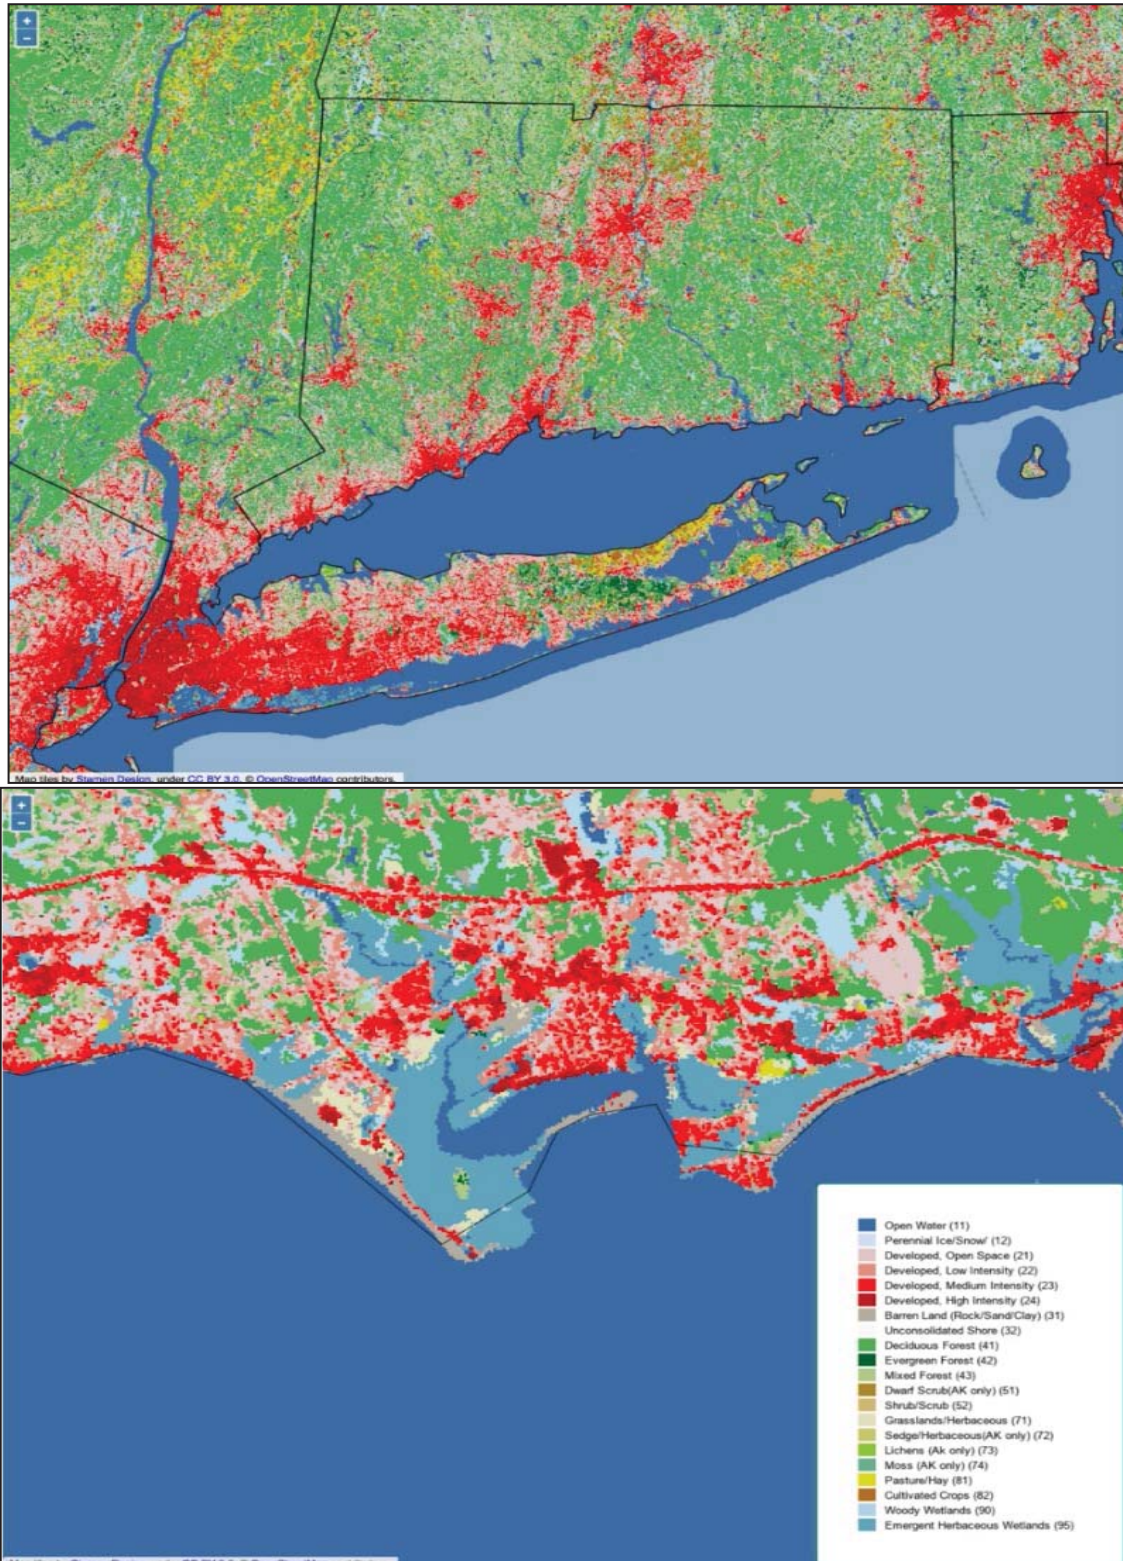 +
−
Map tiles by Stamen Design, under CC BY 3.0. © OpenStreetMap contributors.
+
−
Open Water (11)
Perennial Ice/Snow/ (12)
Developed, Open Space (21)
Developed, Low Intensity (22)
Developed, Medium Intensity (23)
Developed, High Intensity (24)
Barren Land (Rock/Sand/Clay) (31)
Unconsolidated Shore (32)
Deciduous Forest (41)
Evergreen Forest (42)
Mixed Forest (43)
Dwarf Scrub(AK only) (51)
Shrub/Scrub (52)
Grasslands/Herbaceous (71)
Sedge/Herbaceous(AK only) (72)
Lichens (Ak only) (73)
Moss (AK only) (74)
Pasture/Hay (81)
Cultivated Crops (82)
Woody Wetlands (90)
Emergent Herbaceous Wetlands (95)